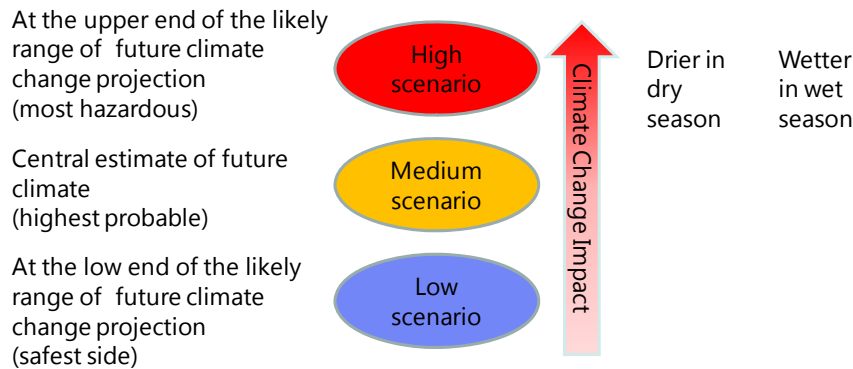 At the upper end of the likely
range of future climate
change projection
(most hazardous)
High
scenario
Central estimate of future
climate
(highest probable)
Medium
scenario
At the low end of the likely
range of future climate
change projection
(safest side)
Low
scenario
Climate Change Impact
Drier in
dry
season
Wetter
in wet
season